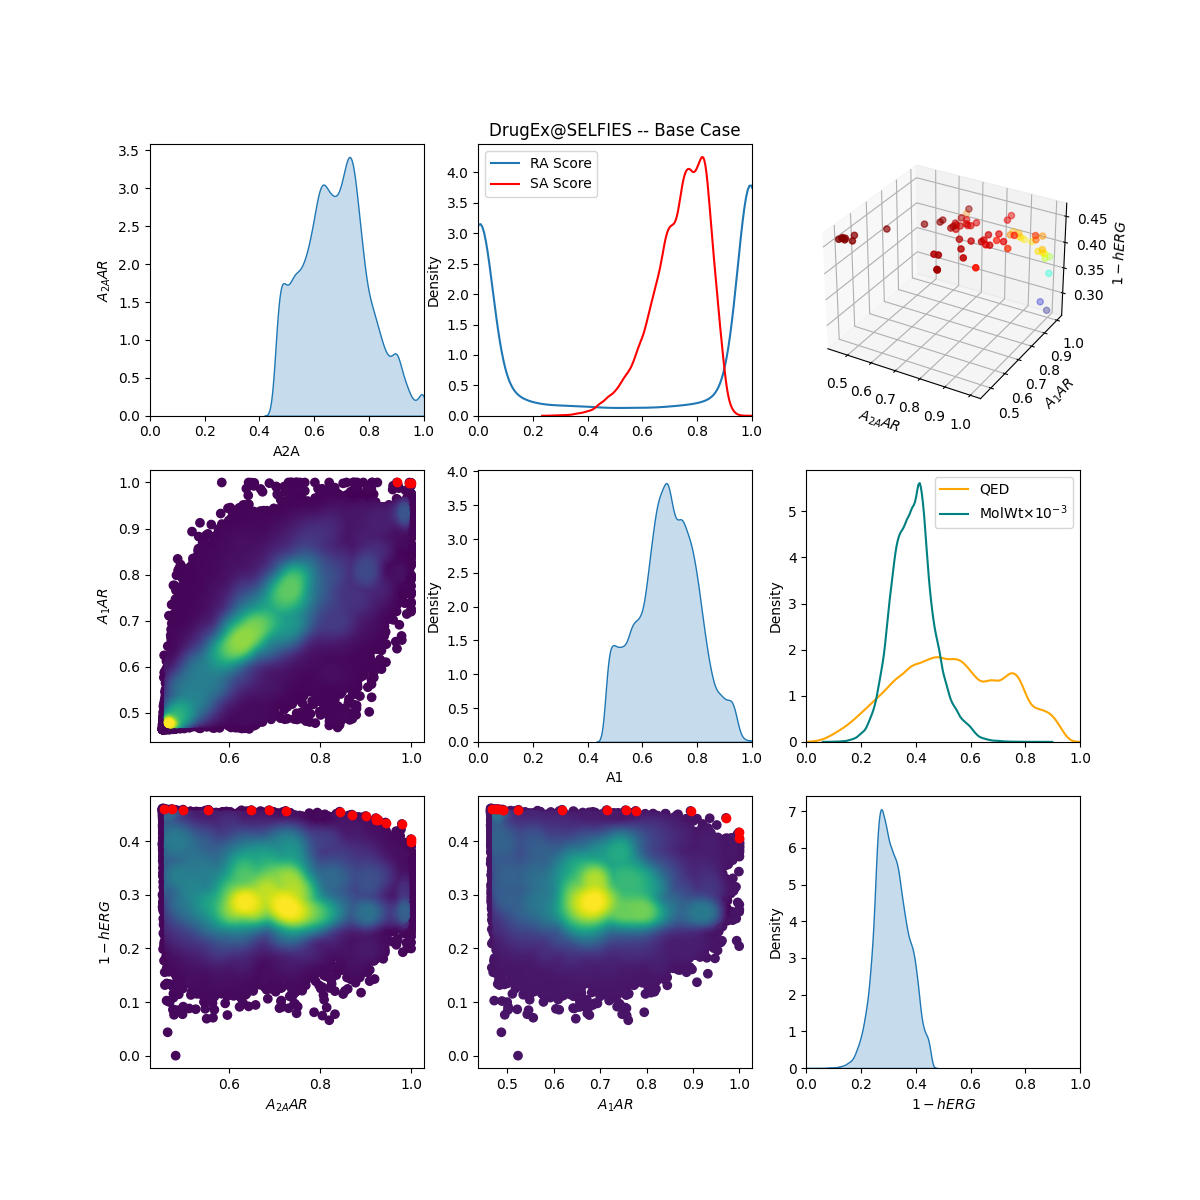 DrugEx@SELFIES -- Base Case
3.5
3.0
2.5
2.0
1.5
1.0
0.5
0.0
A2AAR
0.0 0.2 0.4 0.6 0.8 1.0
A2A
4.0
3.5
3.0
2.5
2.0
1.5
1.0
0.5
0.0
Density
RA Score
SA Score
0.0 0.2 0.4 0.6 0.8 1.0
0.45
0.40
0.35
0.30
1 − hERG
0.5 0.6 0.7 0.8 0.9 1.0
A2AAR
0.5 0.6 0.7 0.8 0.9 1.0
A1AR
1.0
0.9
0.8
0.7
0.6
0.5
A1AR
0.6 0.8 1.0
4.0
3.5
3.0
2.5
2.0
1.5
1.0
0.5
0.0
Density
0.0 0.2 0.4 0.6 0.8 1.0
A1
5
4
3
2
1
0
Density
QED
MolWt×10−3
0.0 0.2 0.4 0.6 0.8 1.0
0.4
0.3
0.2
0.1
0.0
1 − hERG
0.6 0.8 1.0
A2AAR
0.4
0.3
0.2
0.1
0.0
0.5 0.6 0.7 0.8 0.9 1.0
A1AR
7
6
5
4
3
2
1
0
Density
0.0 0.2 0.4 0.6 0.8 1.0
1 − hERG